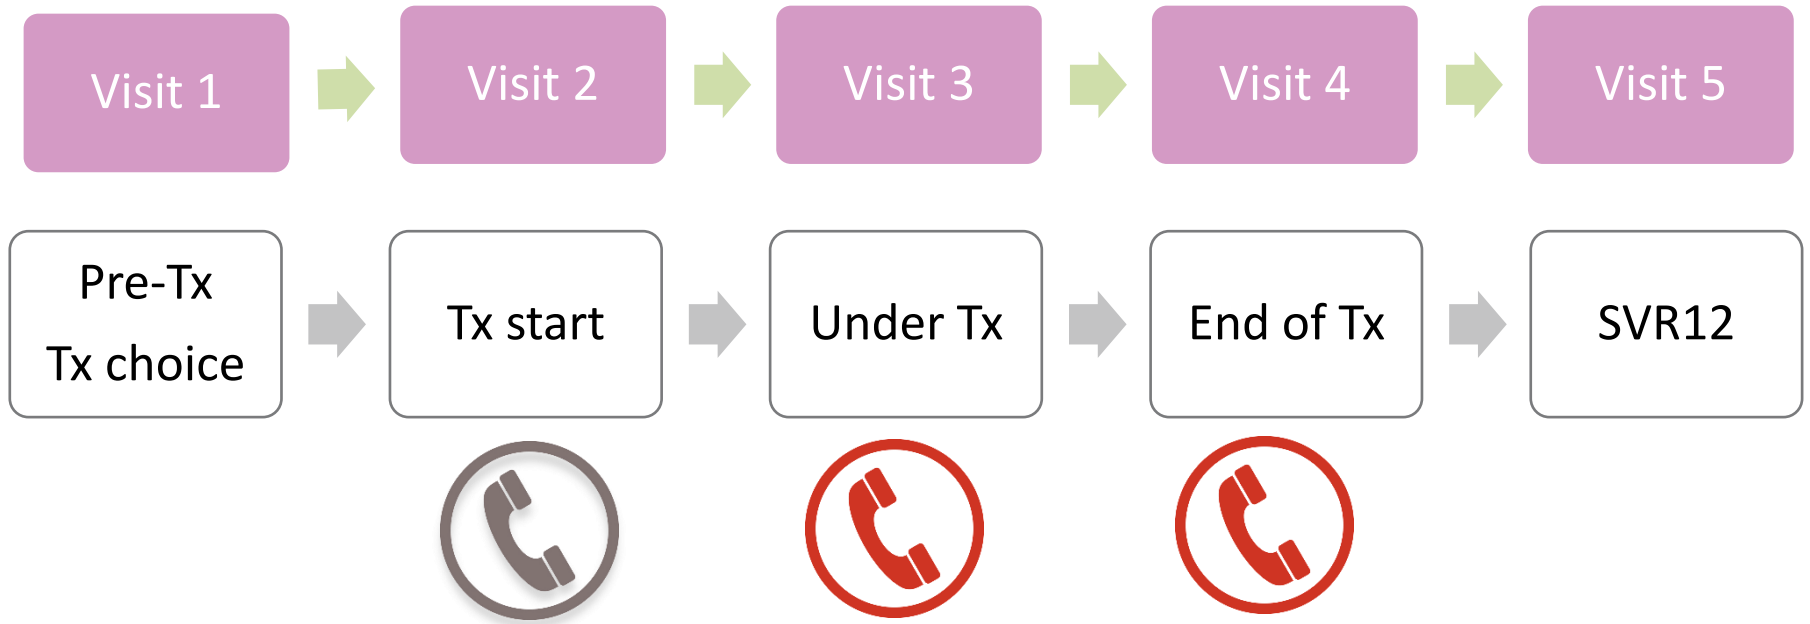 Visit 1
Visit 2
Visit 3
Visit 4
Visit 5
Pre-Tx
Tx choice
Tx start
Under Tx
End of Tx
SVR12